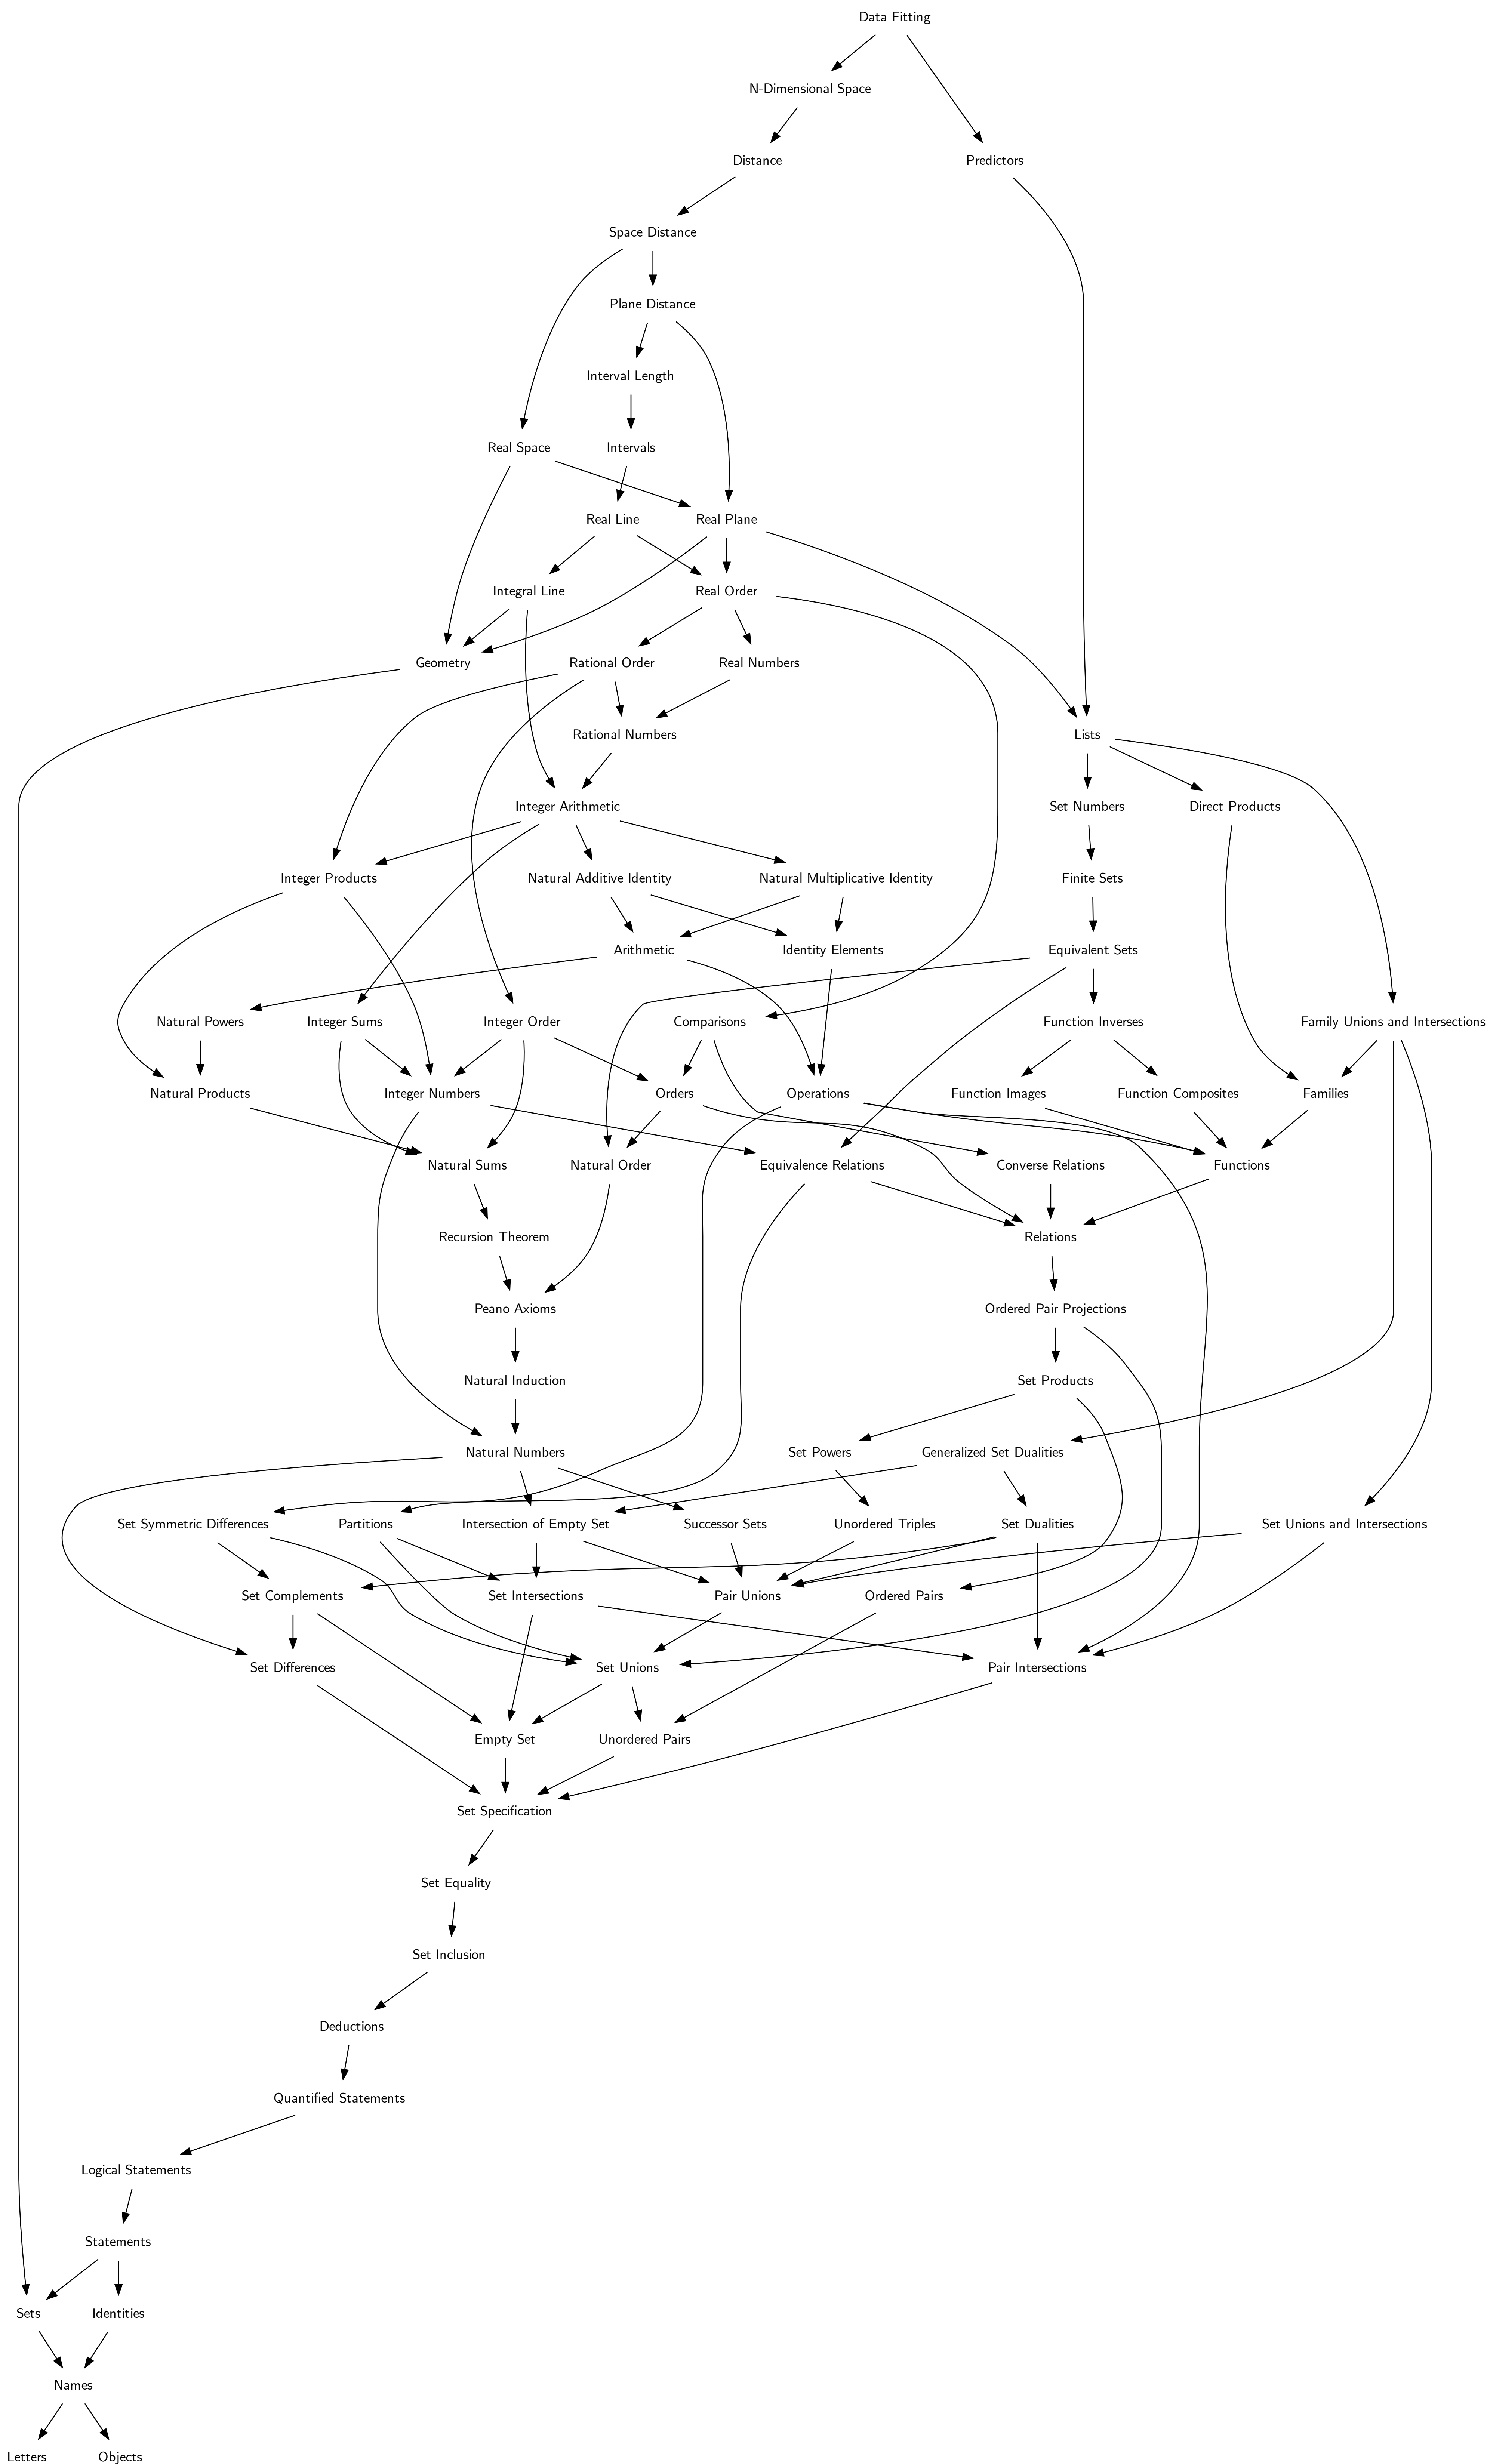 Data Fitting
N-Dimensional Space
Distance
Predictors
Space Distance
Plane Distance
Interval Length
Real Space
Intervals
Real Line
Real Plane
Integral Line
Real Order
Geometry
Rational Order
Real Numbers
Rational Numbers
Lists
Integer Arithmetic
Set Numbers
Direct Products
Integer Products
Natural Additive Identity
Natural Multiplicative Identity
Finite Sets
Arithmetic
Identity Elements
Equivalent Sets
Natural Powers
Integer Sums
Integer Order
Comparisons
Function Inverses
Family Unions and Intersections
Natural Products
Integer Numbers
Orders
Operations
Function Images
Function Composites
Families
Natural Sums
Natural Order
Equivalence Relations
Converse Relations
Functions
Recursion Theorem
Relations
Peano Axioms
Ordered Pair Projections
Natural Induction
Set Products
Natural Numbers
Set Powers
Generalized Set Dualities
Set Symmetric Differences
Partitions
Intersection of Empty Set
Successor Sets
Unordered Triples
Set Dualities
Set Unions and Intersections
Set Complements
Set Intersections
Pair Unions
Ordered Pairs
Set Differences
Set Unions
Pair Intersections
Empty Set
Unordered Pairs
Set Specification
Set Equality
Set Inclusion
Deductions
Quantified Statements
Logical Statements
Statements
Sets
Identities
Names
Letters
Objects